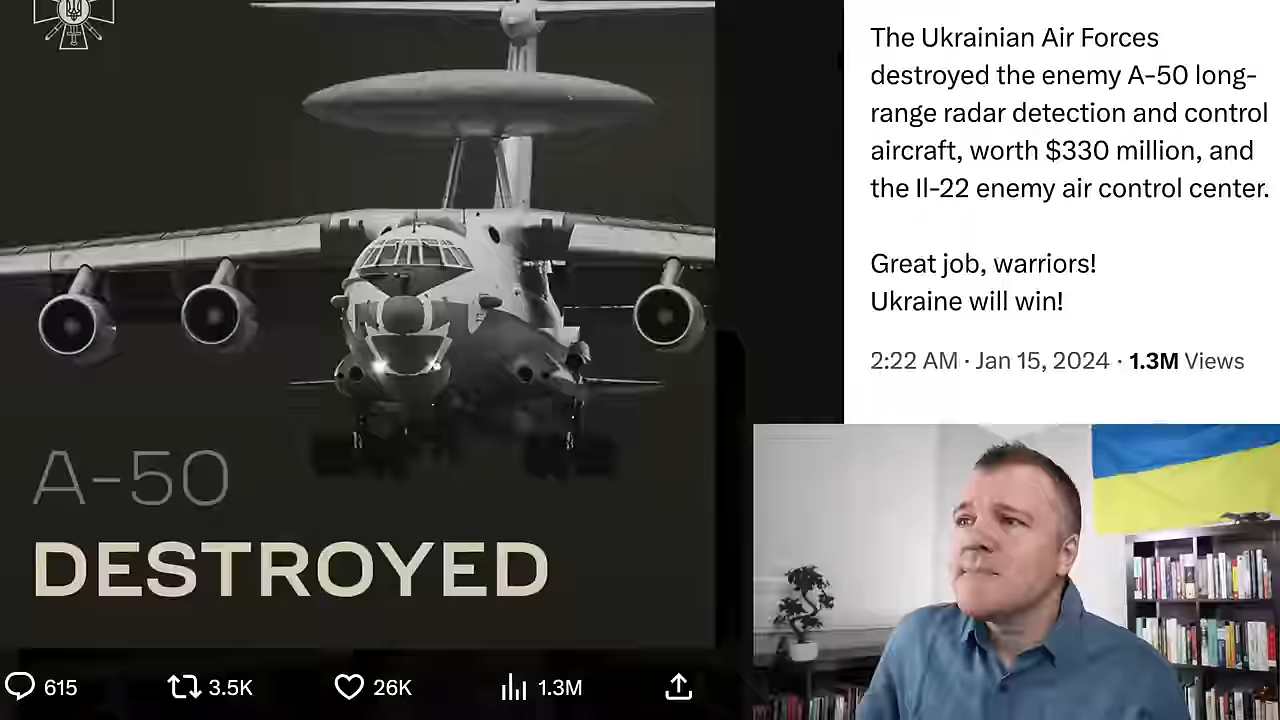 A-50
DESTROYED
615
3.5K
26K
1.3M
The Ukrainian Air Forces
destroyed the enemy A-50 long-
range radar detection and control
aircraft, worth $330 million, and
the Il-22 enemy air control center.
Great job, warriors!
Ukraine will win!
2:22 AM · Jan 15, 2024 · 1.3M Views